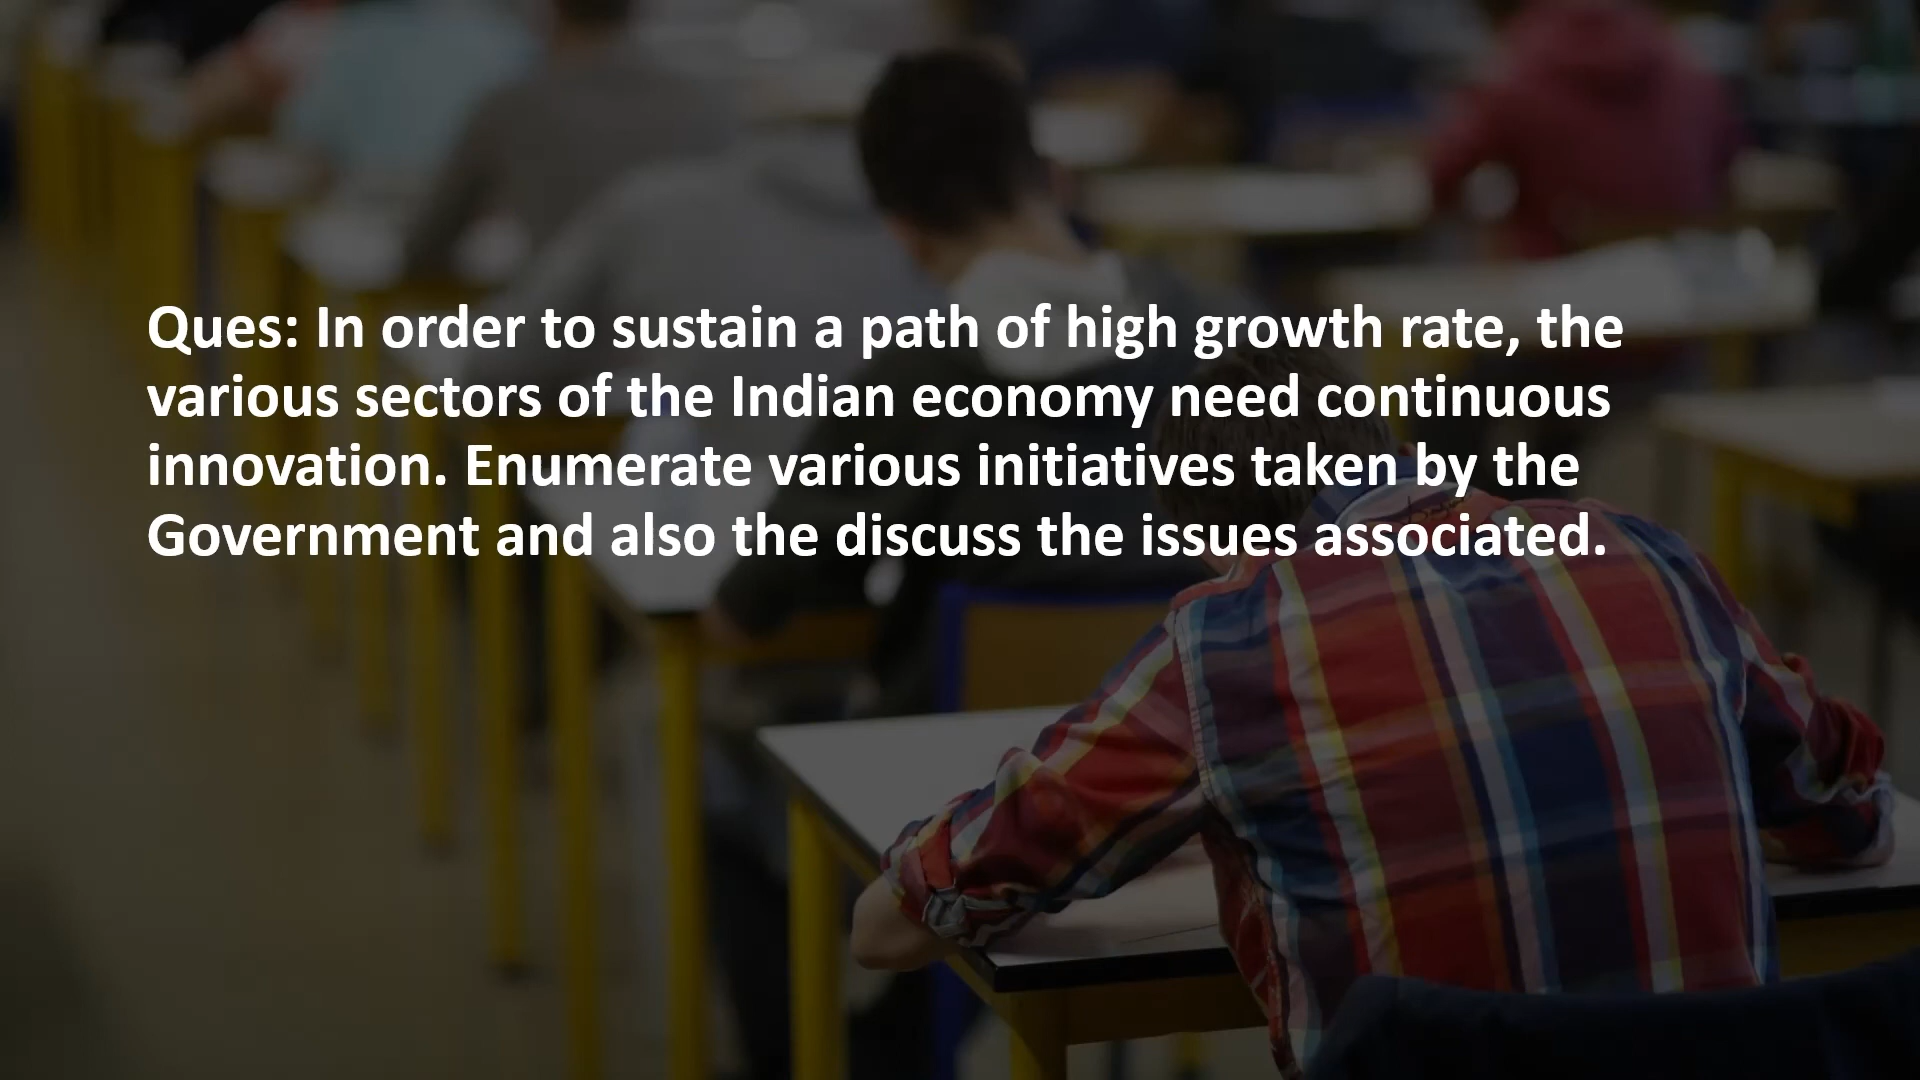 Ques: In order to sustain a path of high growth rate, the
various sectors of the Indian economy need continuous
innovation. Enumerate various initiatives taken by the
Government and also the discuss the issues associated.